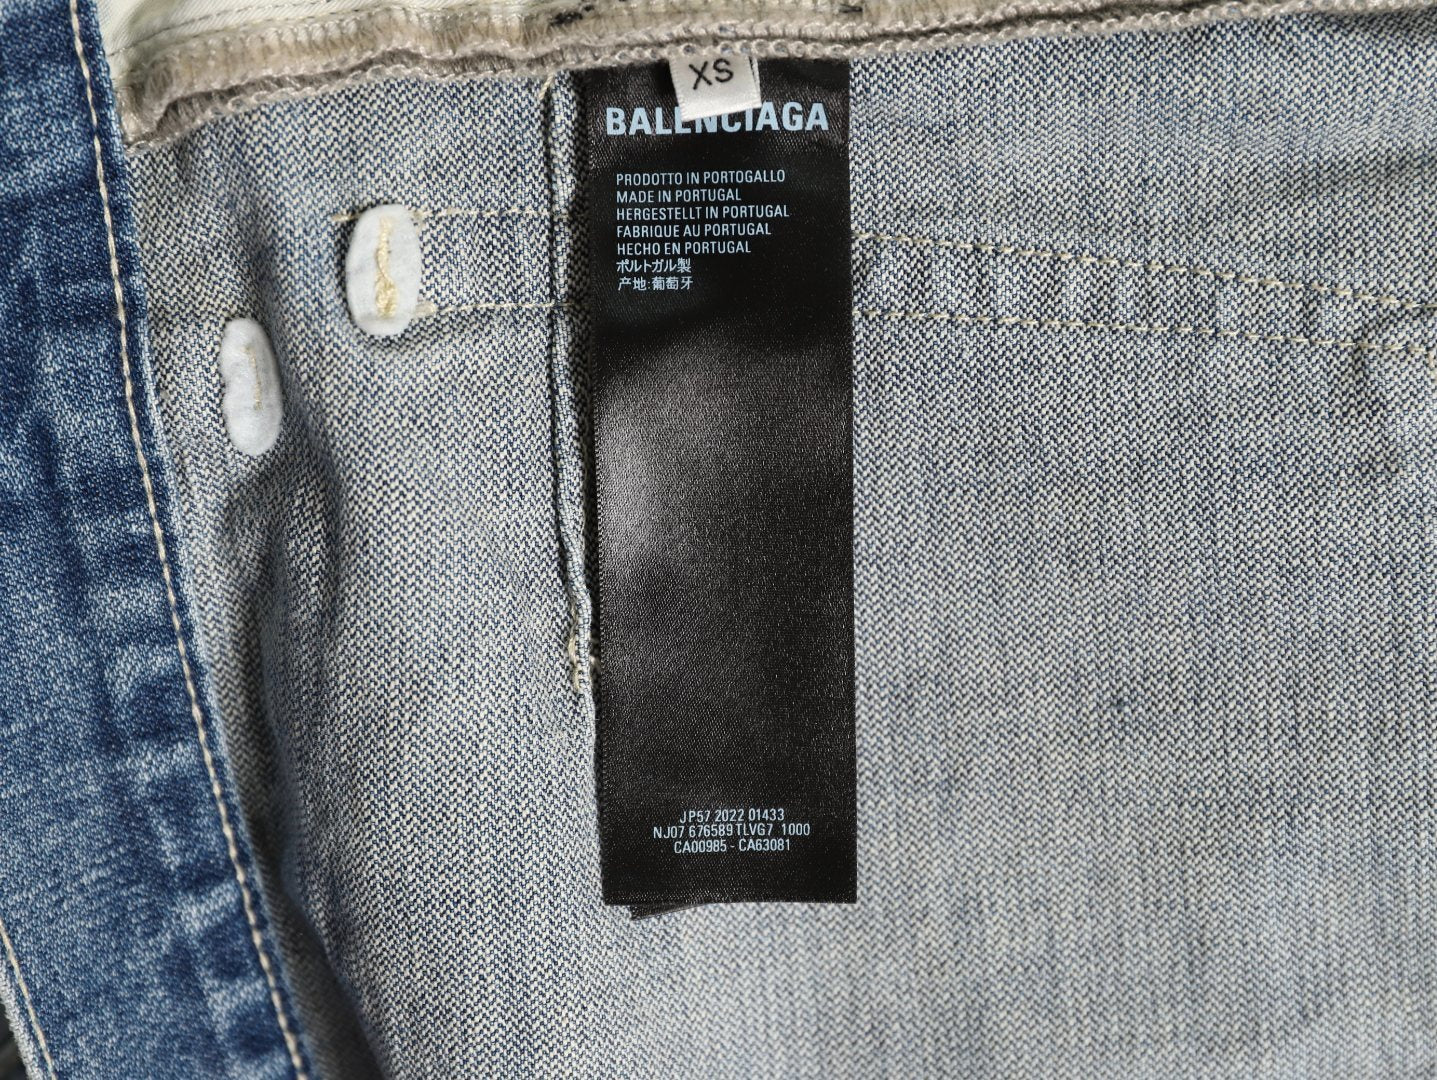 XS
BALENCIAGA
PRODOTTO IN PORTOGALLO
MADE IN PORTUGAL
HERGESTELLT IN PORTUGAL
FABRIQUE AU PORTUGAL
HECHO EN PORTUGAL
ポルトガル製
产地:葡萄牙
JP57 2022 01433
NJ07 676589 TLVG7 1000
CA00985 - CA63081